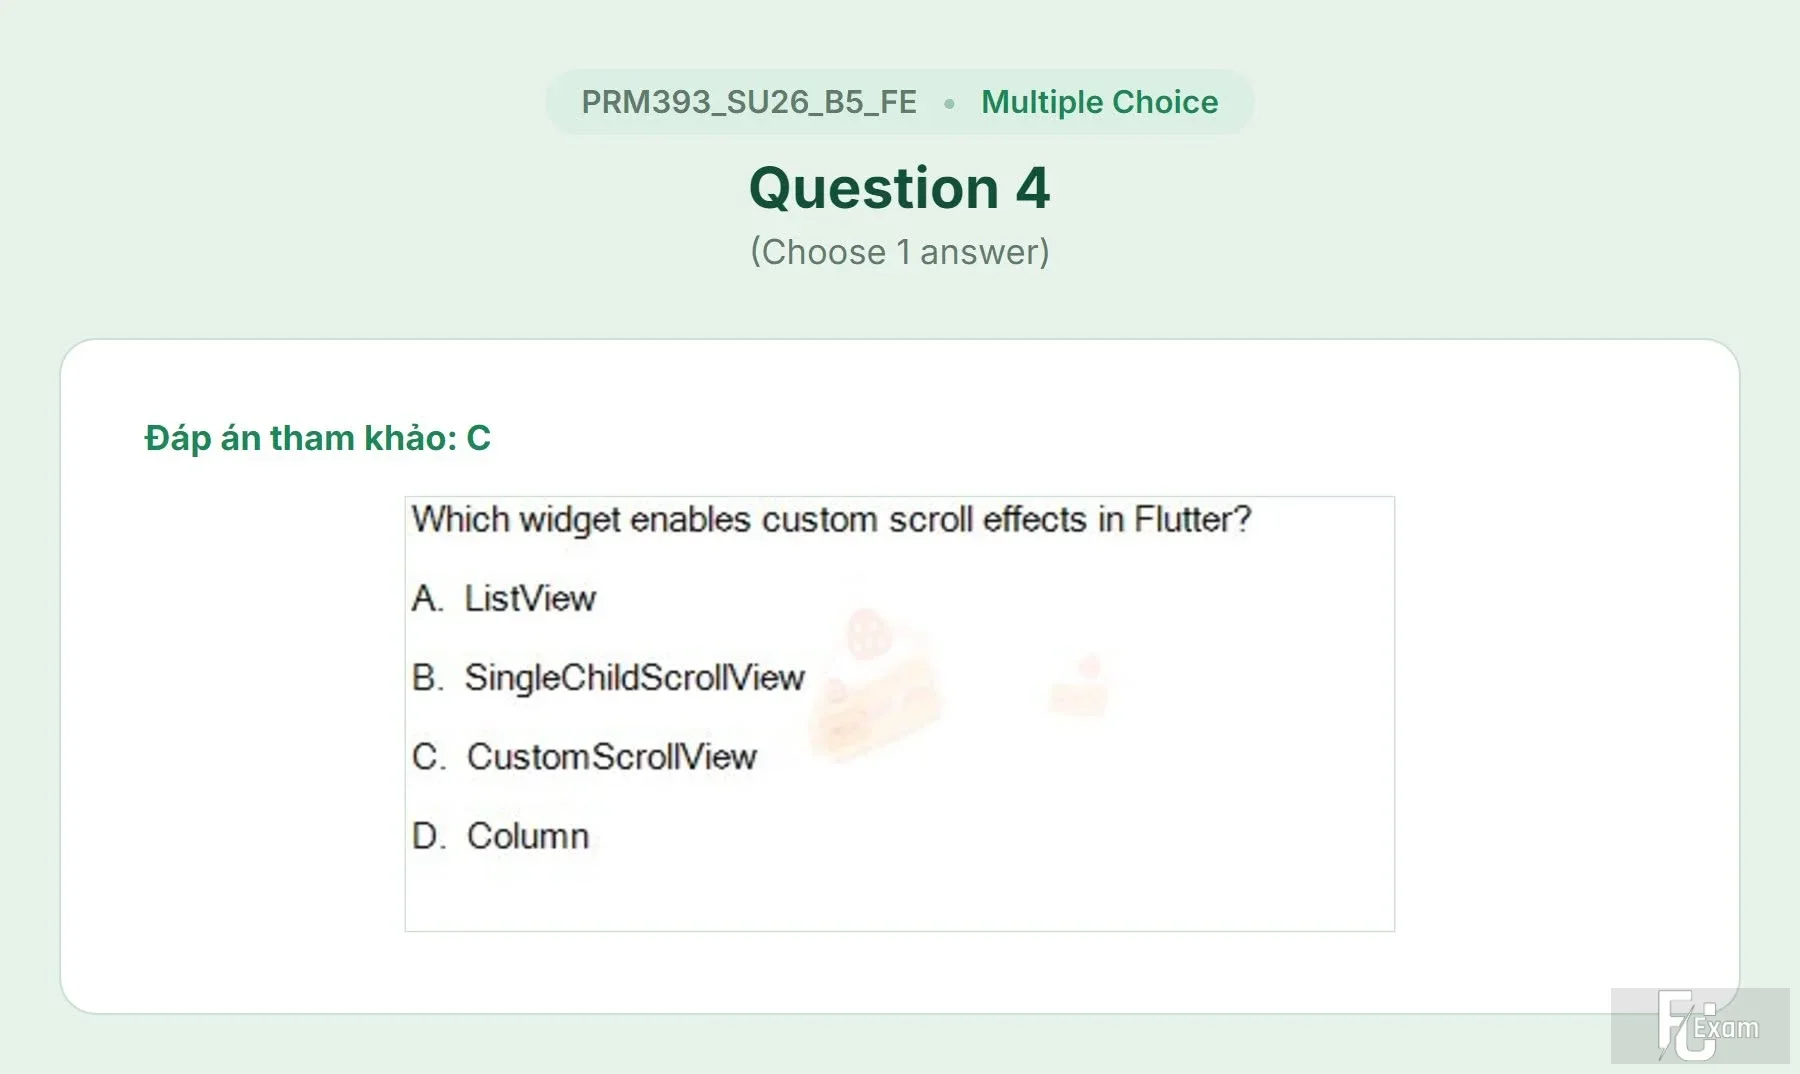 PRM393_SU26_B5_FE • Multiple Choice
Question 4
(Choose 1 answer)
Đáp án tham khảo: C
Which widget enables custom scroll effects in Flutter?
A. ListView
B. SingleChildScrollView
C. CustomScrollView
D. Column
FU Exam